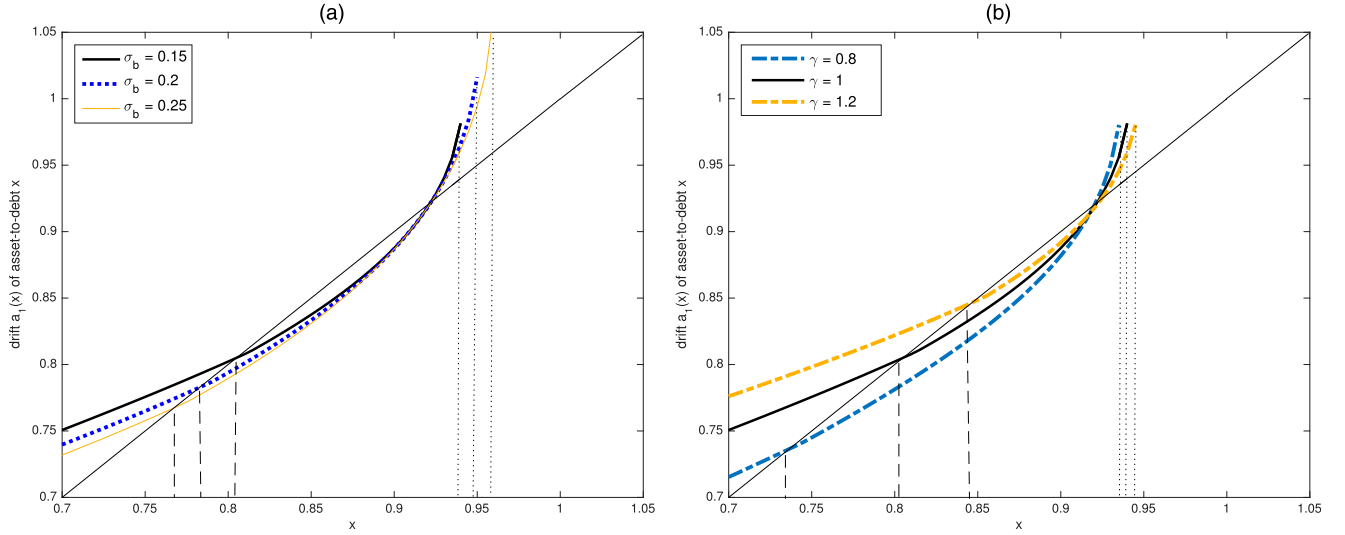 (a)
1.05
1
0.95
0.9
0.85
0.8
0.75
0.7
drift a1(x) of asset-to-debt x
σb = 0.15
σb = 0.2
σb = 0.25
0.7 0.75 0.8 0.85 0.9 0.95 1 1.05
x
(b)
1.05
1
0.95
0.9
0.85
0.8
0.75
0.7
drift a1(x) of asset-to-debt x
γ = 0.8
γ = 1
γ = 1.2
0.7 0.75 0.8 0.85 0.9 0.95 1 1.05
x